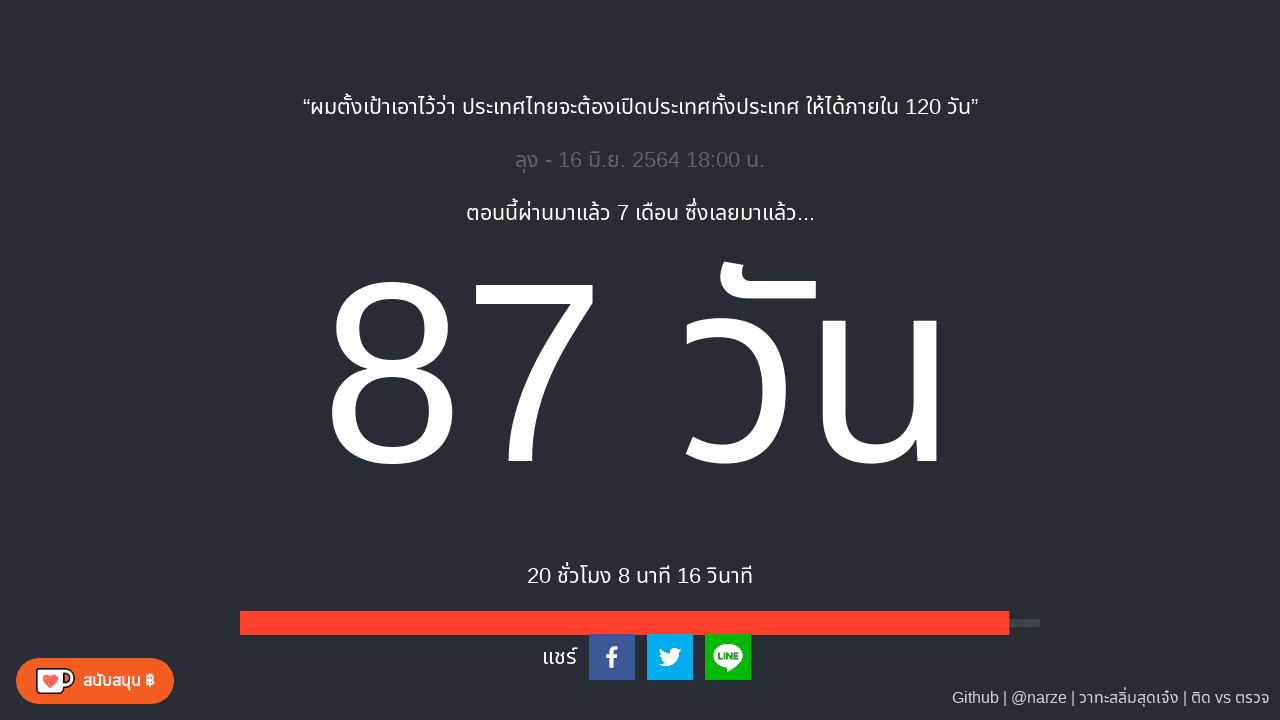 “ผมตั้งเป้าเอาไว้ว่า ประเทศไทยจะต้องเปิดประเทศทั้งประเทศ ให้ได้ภายใน 120 วัน”
ลุง - 16 มิ.ย. 2564 18:00 น.
ตอนนี้ผ่านมาแล้ว 7 เดือน ซึ่งเลยมาแล้ว...
87 วัน
20 ชั่วโมง 8 นาที 16 วินาที
แชร์
LINE
สนับสนุน ฿
Github | @narze | วาทะสลิ่มสุดเจ๋ง | ติด vs ตรวจ